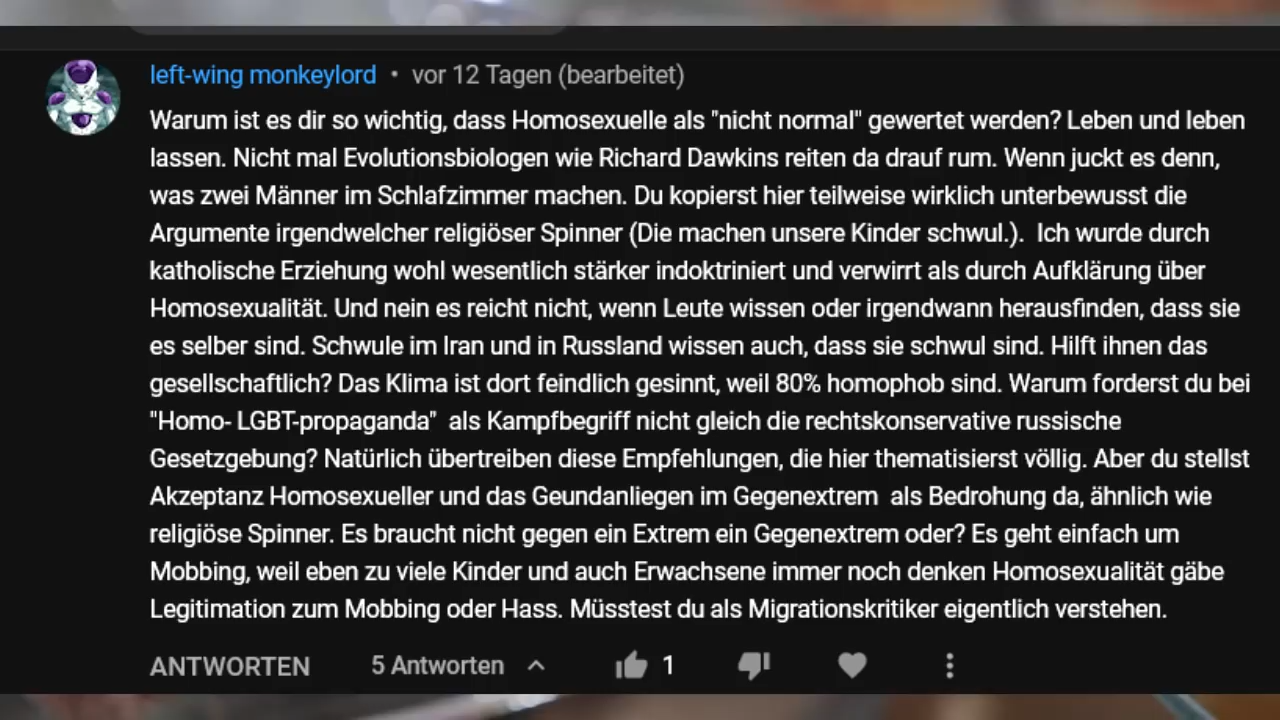 left-wing monkeylord • vor 12 Tagen (bearbeitet)
Warum ist es dir so wichtig, dass Homosexuelle als "nicht normal" gewertet werden? Leben und leben
lassen. Nicht mal Evolutionsbiologen wie Richard Dawkins reiten da drauf rum. Wenn juckt es denn,
was zwei Männer im Schlafzimmer machen. Du kopierst hier teilweise wirklich unterbewusst die
Argumente irgendwelcher religiöser Spinner (Die machen unsere Kinder schwul.).  Ich wurde durch
katholische Erziehung wohl wesentlich stärker indoktriniert und verwirrt als durch Aufklärung über
Homosexualität. Und nein es reicht nicht, wenn Leute wissen oder irgendwann herausfinden, dass sie
es selber sind. Schwule im Iran und in Russland wissen auch, dass sie schwul sind. Hilft ihnen das
gesellschaftlich? Das Klima ist dort feindlich gesinnt, weil 80% homophob sind. Warum forderst du bei
"Homo- LGBT-propaganda"  als Kampfbegriff nicht gleich die rechtskonservative russische
Gesetzgebung? Natürlich übertreiben diese Empfehlungen, die hier thematisierst völlig. Aber du stellst
Akzeptanz Homosexueller und das Geundanliegen im Gegenextrem  als Bedrohung da, ähnlich wie
religiöse Spinner. Es braucht nicht gegen ein Extrem ein Gegenextrem oder? Es geht einfach um
Mobbing, weil eben zu viele Kinder und auch Erwachsene immer noch denken Homosexualität gäbe
Legitimation zum Mobbing oder Hass. Müsstest du als Migrationskritiker eigentlich verstehen.
ANTWORTEN 5 Antworten 1